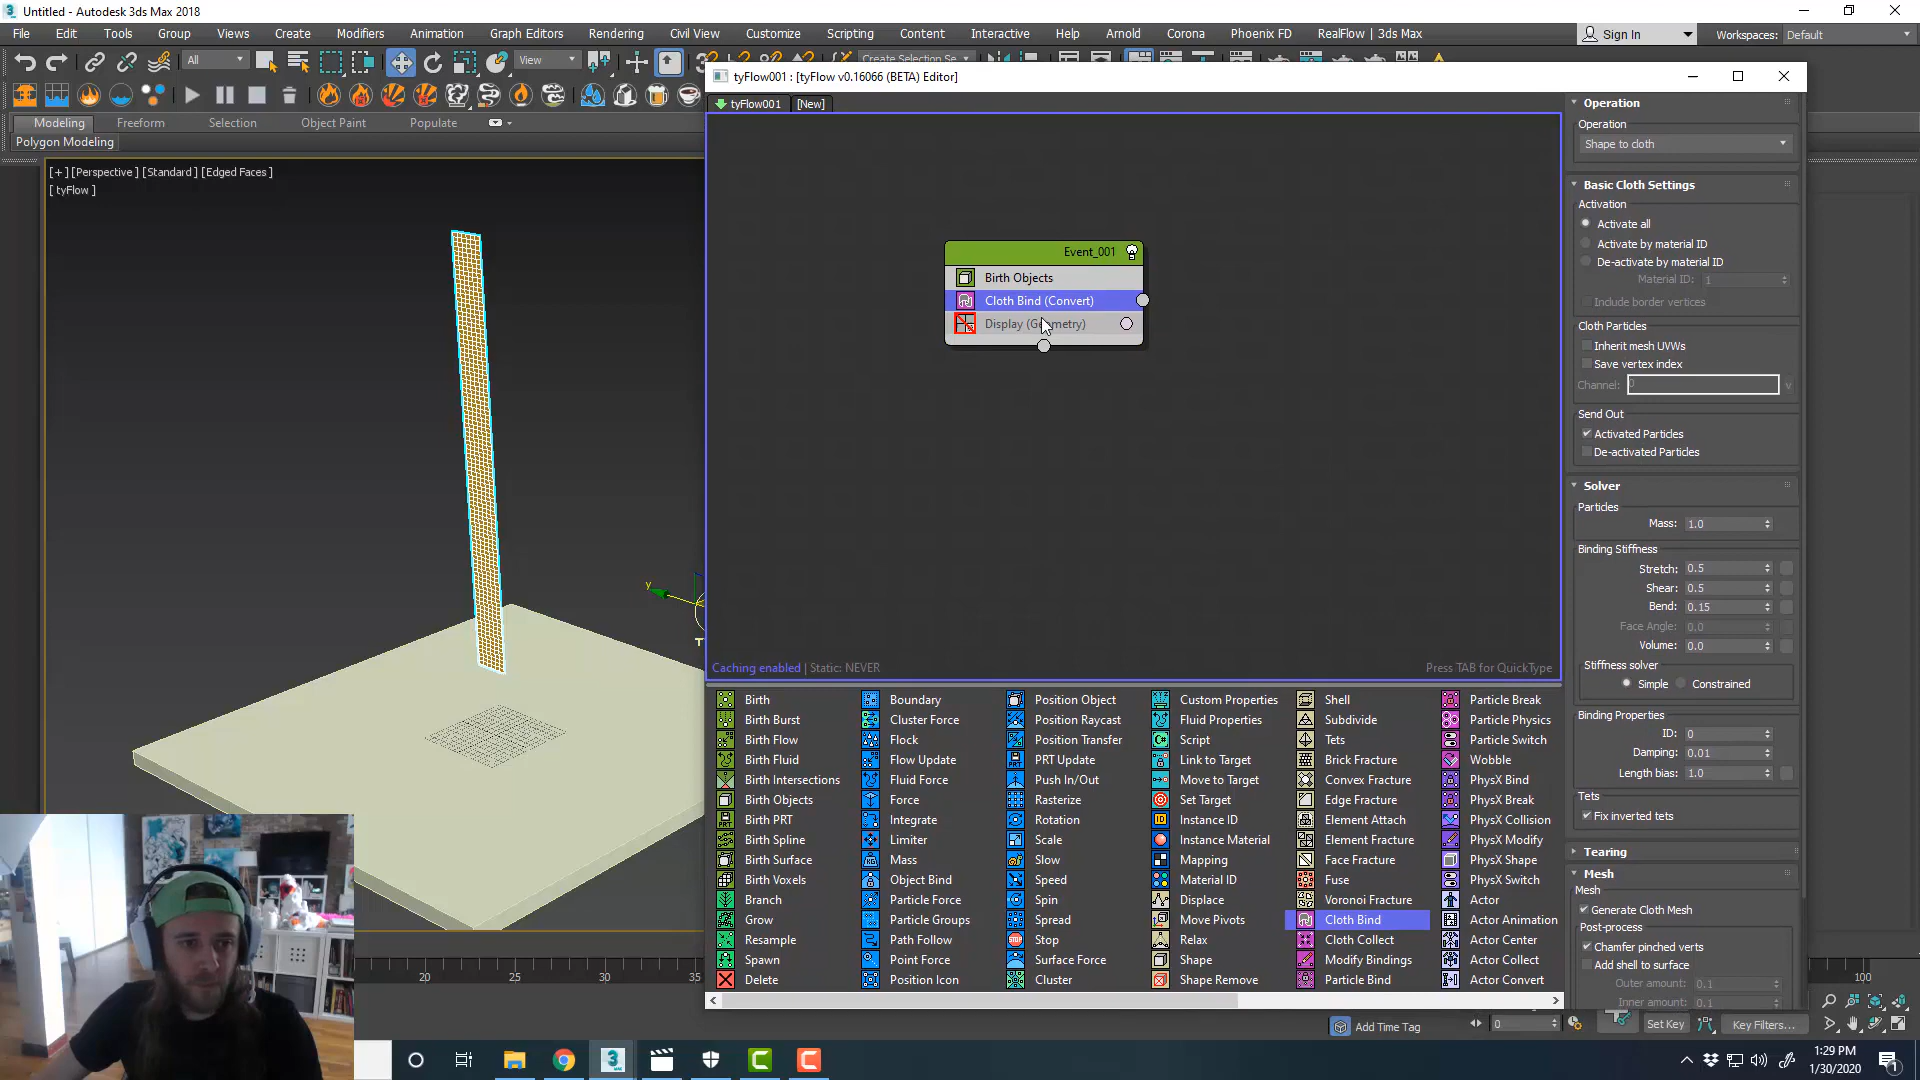 Untitled - Autodesk 3ds Max 2018
File Edit Tools Group Views Create Modifiers Animation Graph Editors Rendering Civil View Customize Scripting Content Interactive Help Arnold Corona Phoenix FD RealFlow | 3ds Max Sign In Workspaces: Default
All View Create Selection Se
tyFlow001 : [tyFlow v0.16066 (BETA) Editor]
tyFlow001 [New]
Modeling Freeform Selection Object Paint Populate
Polygon Modeling
[+] [Perspective] [Standard] [Edged Faces]
[ tyFlow ]
y
Event_001
Birth Objects
Cloth Bind (Convert)
Display (Geometry)
Caching enabled | Static: NEVER
Press TAB for QuickType
Operation
Operation
Shape to cloth
Basic Cloth Settings
Activation
Activate all
Activate by material ID
De-activate by material ID
Material ID: 1
Include border vertices
Cloth Particles
Inherit mesh UVWs
Save vertex index
Channel: 0 v
Send Out
Activated Particles
De-activated Particles
Solver
Particles
Mass: 1.0
Binding Stiffness
Stretch: 0.5
Shear: 0.5
Bend: 0.15
Face Angle: 0.0
Volume: 0.0
Stiffness solver
Simple Constrained
Binding Properties
ID: 0
Damping: 0.01
Length bias: 1.0
Tets
Fix inverted tets
Tearing
Mesh
Mesh
Generate Cloth Mesh
Post-process
Chamfer pinched verts
Add shell to surface
Outer amount: 0.1
Inner amount: 0.1
Birth Boundary Position Object Custom Properties Shell Particle Break
Birth Burst Cluster Force Position Raycast Fluid Properties Subdivide Particle Physics
Birth Flow Flock Position Transfer Script Tets Particle Switch
Birth Fluid Flow Update PRT Update Link to Target Brick Fracture Wobble
Birth Intersections Fluid Force Push In/Out Move to Target Convex Fracture PhysX Bind
Birth Objects Force Rasterize Set Target Edge Fracture PhysX Break
Birth PRT Integrate Rotation Instance ID Element Attach PhysX Collision
Birth Spline Limiter Scale Instance Material Element Fracture PhysX Modify
Birth Surface Mass Slow Mapping Face Fracture PhysX Shape
Birth Voxels Object Bind Speed Material ID Fuse PhysX Switch
Branch Particle Force Spin Displace Voronoi Fracture Actor
Grow Particle Groups Spread Move Pivots Cloth Bind Actor Animation
Resample Path Follow Stop Relax Cloth Collect Actor Center
Spawn Point Force Surface Force Shape Modify Bindings Actor Collect
Delete Position Icon Cluster Shape Remove Particle Bind Actor Convert
20 25 30 35 100
Add Time Tag 0 Set Key Key Filters...
1:29 PM
1/30/2020